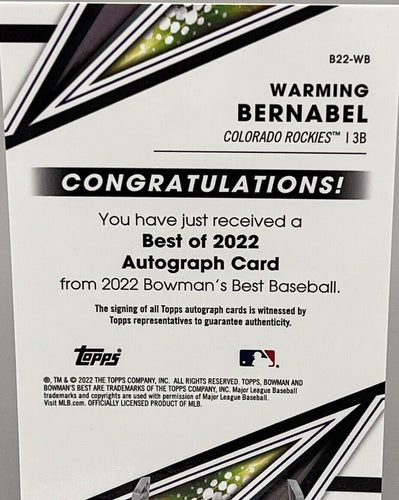 B22-WB
WARMING
BERNABEL
COLORADO ROCKIES™ | 3B
CONGRATULATIONS!
You have just received a
Best of 2022
Autograph Card
from 2022 Bowman's Best Baseball.
The signing of all Topps autograph cards is witnessed by
Topps representatives to guarantee authenticity.
topps
®, TM & © 2022 THE TOPPS COMPANY, INC. ALL RIGHTS RESERVED. TOPPS, BOWMAN AND
BOWMAN'S BEST ARE TRADEMARKS OF THE TOPPS COMPANY, INC. Major League Baseball
trademarks and copyrights are used with permission of Major League Baseball.
Visit MLB.com. OFFICIALLY LICENSED PRODUCT OF MLB.